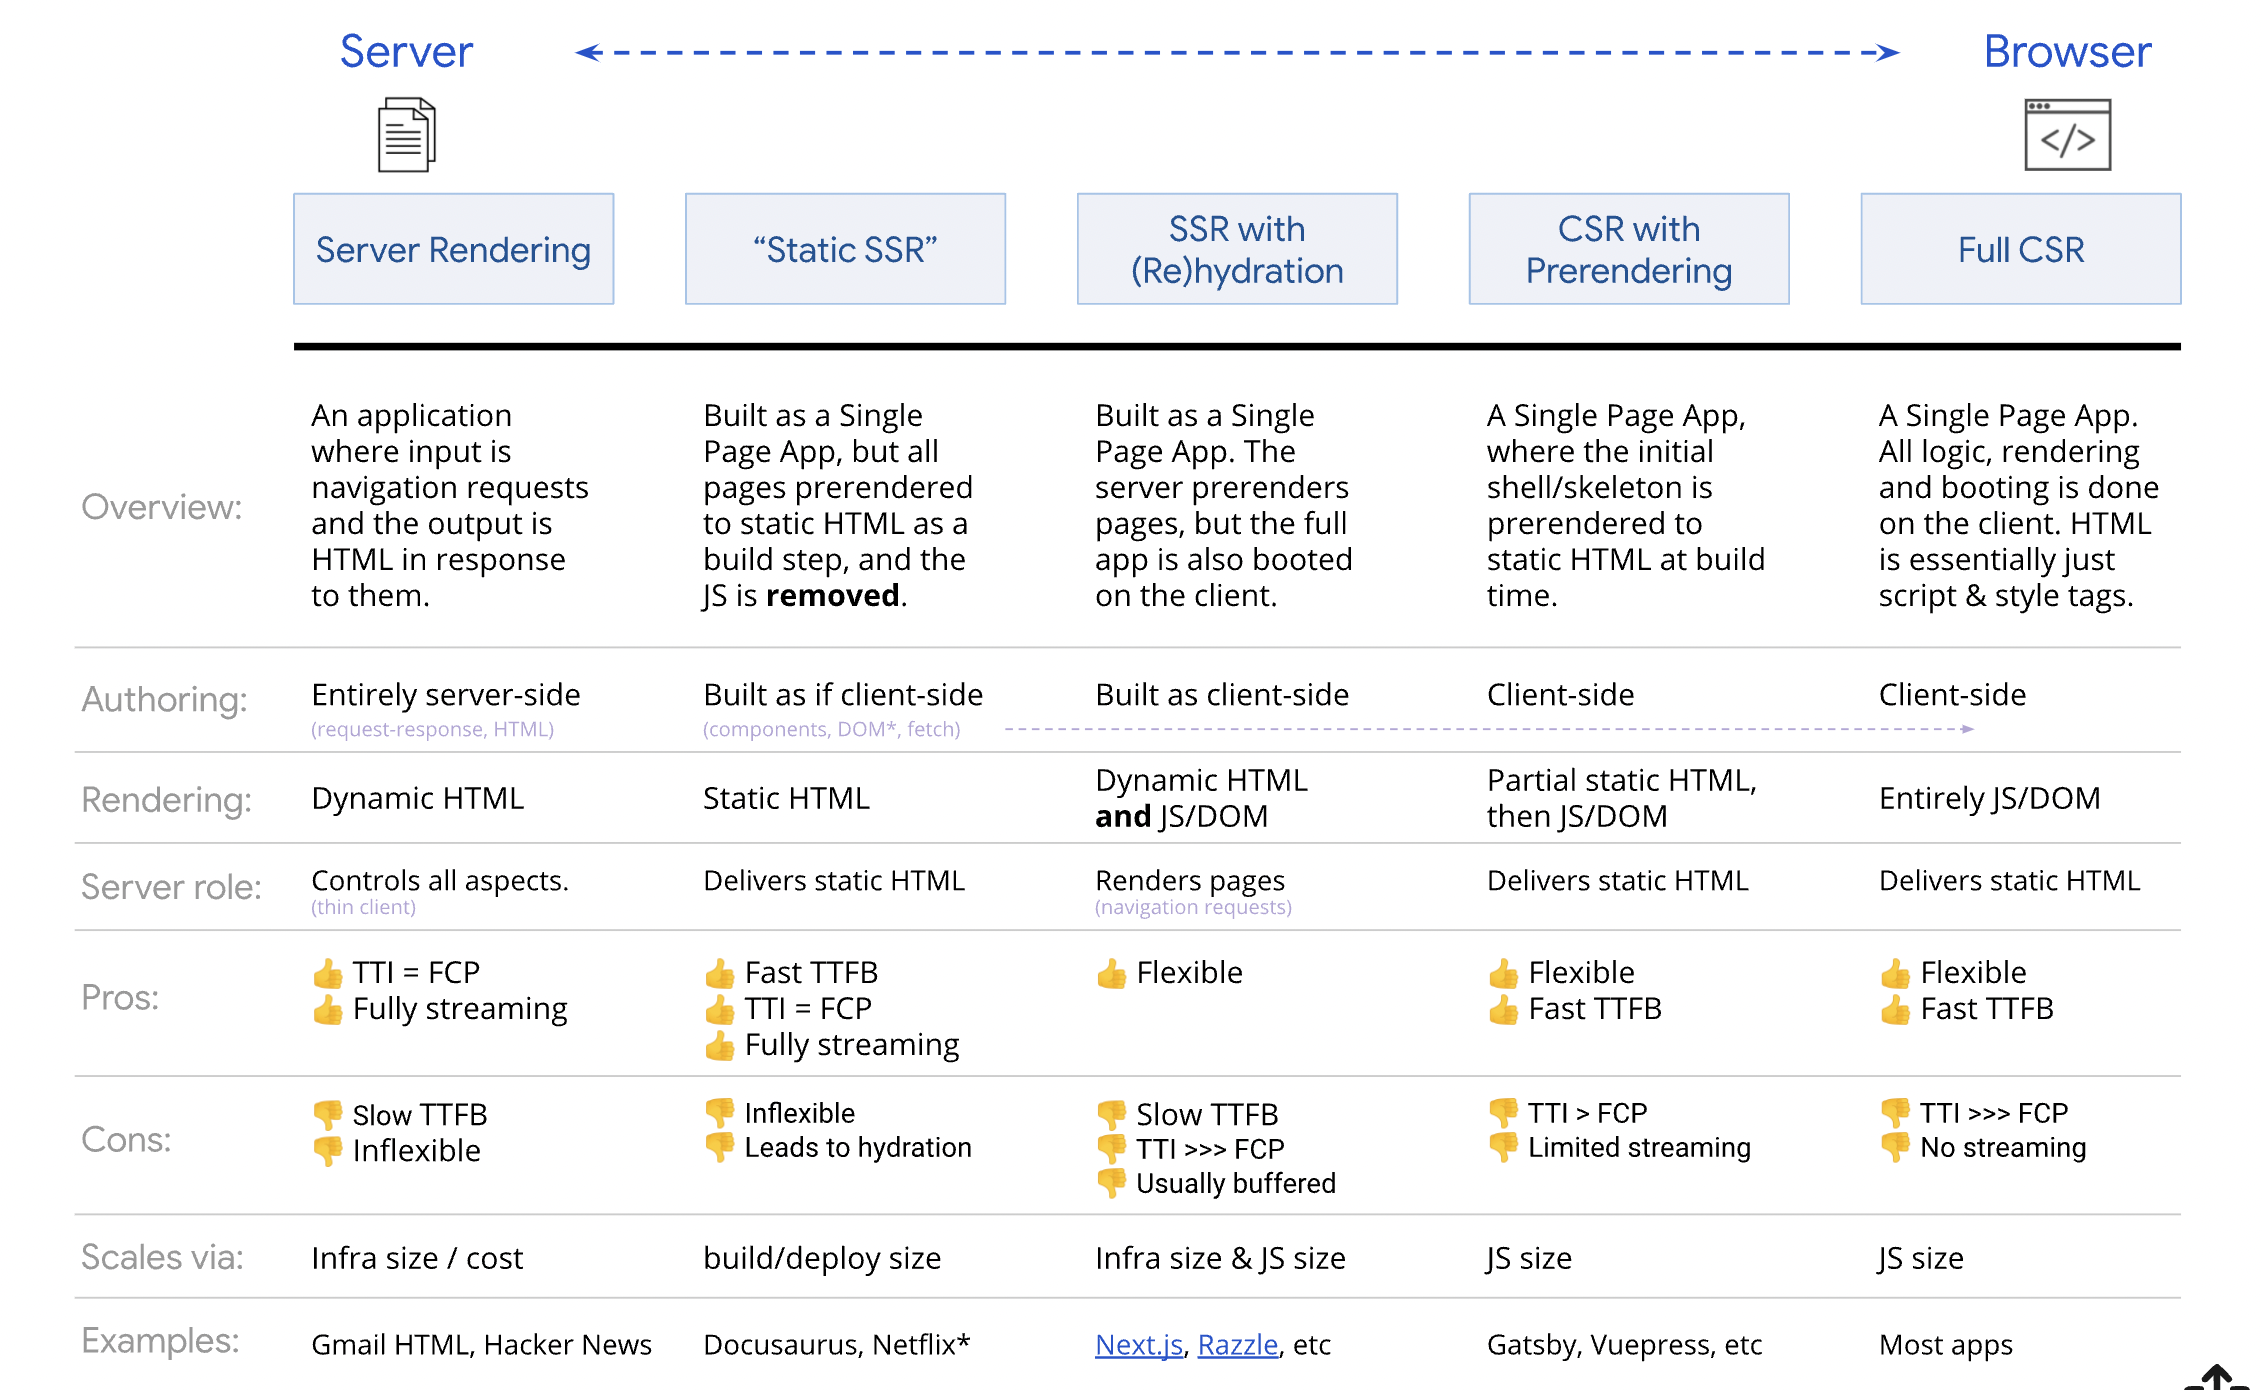 Server
Browser
</>
Server Rendering
“Static SSR”
SSR with
(Re)hydration
CSR with
Prerendering
Full CSR
Overview:
An application
where input is
navigation requests
and the output is
HTML in response
to them.
Built as a Single
Page App, but all
pages prerendered
to static HTML as a
build step, and the
JS is removed.
Built as a Single
Page App. The
server prerenders
pages, but the full
app is also booted
on the client.
A Single Page App,
where the initial
shell/skeleton is
prerendered to
static HTML at build
time.
A Single Page App.
All logic, rendering
and booting is done
on the client. HTML
is essentially just
script & style tags.
Authoring:
Entirely server-side
(request-response, HTML)
Built as if client-side
(components, DOM*, fetch)
Built as client-side
Client-side
Client-side
Rendering:
Dynamic HTML
Static HTML
Dynamic HTML
and JS/DOM
Partial static HTML,
then JS/DOM
Entirely JS/DOM
Server role:
Controls all aspects.
(thin client)
Delivers static HTML
Renders pages
(navigation requests)
Delivers static HTML
Delivers static HTML
Pros:
👍 TTI = FCP
👍 Fully streaming
👍 Fast TTFB
👍 TTI = FCP
👍 Fully streaming
👍 Flexible
👍 Flexible
👍 Fast TTFB
👍 Flexible
👍 Fast TTFB
Cons:
👎 Slow TTFB
👎 Inflexible
👎 Inflexible
👎 Leads to hydration
👎 Slow TTFB
👎 TTI >>> FCP
👎 Usually buffered
👎 TTI > FCP
👎 Limited streaming
👎 TTI >>> FCP
👎 No streaming
Scales via:
Infra size / cost
build/deploy size
Infra size & JS size
JS size
JS size
Examples:
Gmail HTML, Hacker News
Docusaurus, Netflix*
Next.js, Razzle, etc
Gatsby, Vuepress, etc
Most apps